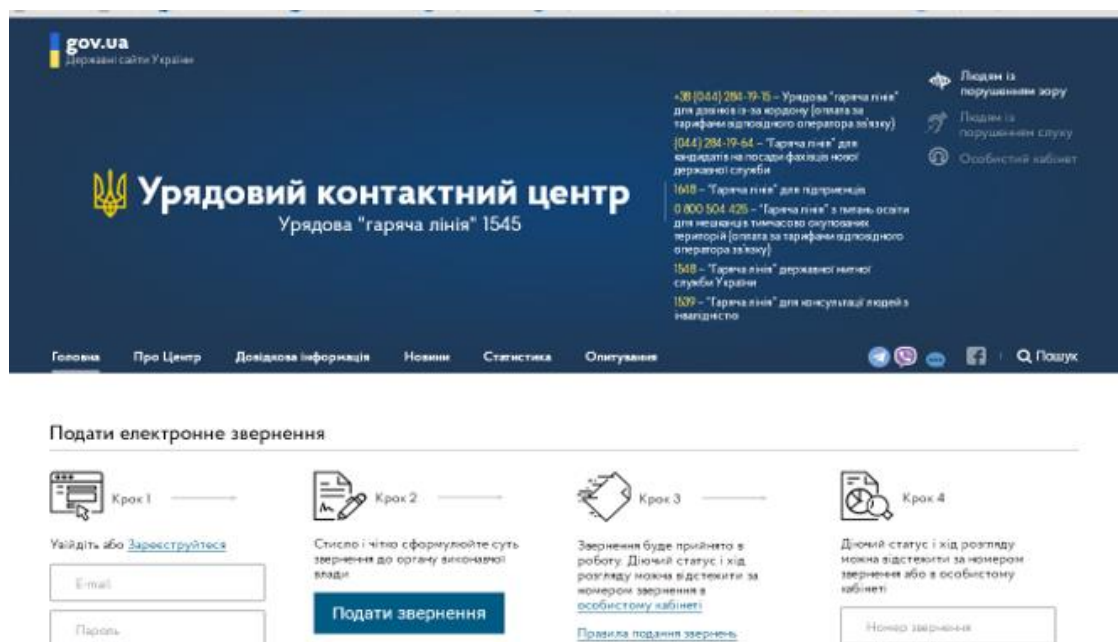 gov.ua
Державні сайти України
Людям із
порушенням зору
Людям із
порушенням слуху
Особистий кабінет
+38 (044) 284-19-15 – Урядова "гаряча лінія"
для дзвінків із-за кордону (оплата за
тарифами відповідного оператора зв'язку)
(044) 284-19-64 – "Гаряча лінія" для
кандидатів на посади фахівців нової
державної служби
1648 – "Гаряча лінія" для підприємців
0 800 504 425 – "Гаряча лінія" з питань освіти
для мешканців тимчасово окупованих
територій (оплата за тарифами відповідного
оператора зв'язку)
1548 – "Гаряча лінія" державної митної
служби України
1539 – "Гаряча лінія" для консультації людей з
інвалідністю
Урядовий контактний центр
Урядова "гаряча лінія" 1545
Головна Про Центр Довідкова інформація Новини Статистика Опитування Пошук
Подати електронне звернення
Крок 1
Увійдіть або Зареєструйтеся
E-mail
Пароль
Крок 2
Стисло і чітко сформулюйте суть
звернення до органу виконавчої
влади
Подати звернення
Крок 3
Звернення буде прийнято в
роботу. Діючий статус і хід
розгляду можна відстежити за
номером звернення в
особистому кабінеті
Правила подання звернень
Крок 4
Діючий статус і хід розгляду
можна відстежити за номером
звернення або в особистому
кабінеті
Номер звернення